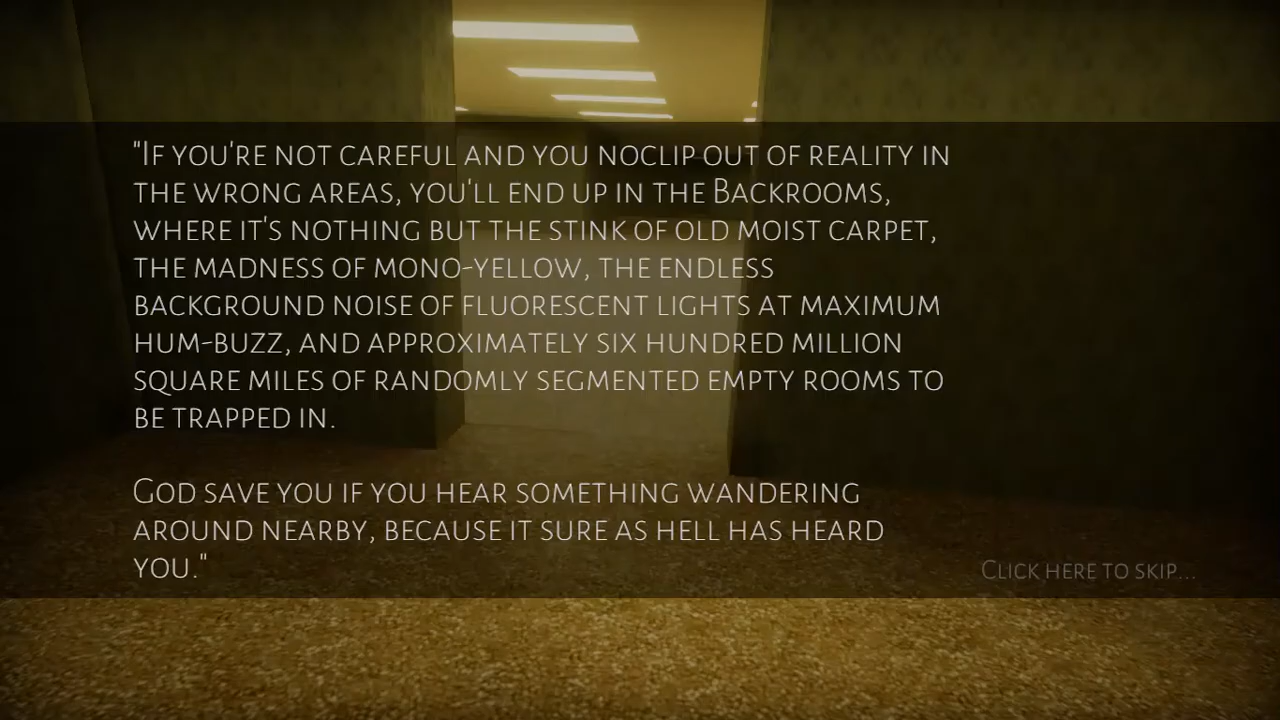 "If you're not careful and you noclip out of reality in
the wrong areas, you'll end up in the Backrooms,
where it's nothing but the stink of old moist carpet,
the madness of mono-yellow, the endless
background noise of fluorescent lights at maximum
hum-buzz, and approximately six hundred million
square miles of randomly segmented empty rooms to
be trapped in.
God save you if you hear something wandering
around nearby, because it sure as hell has heard
you."
Click here to skip...